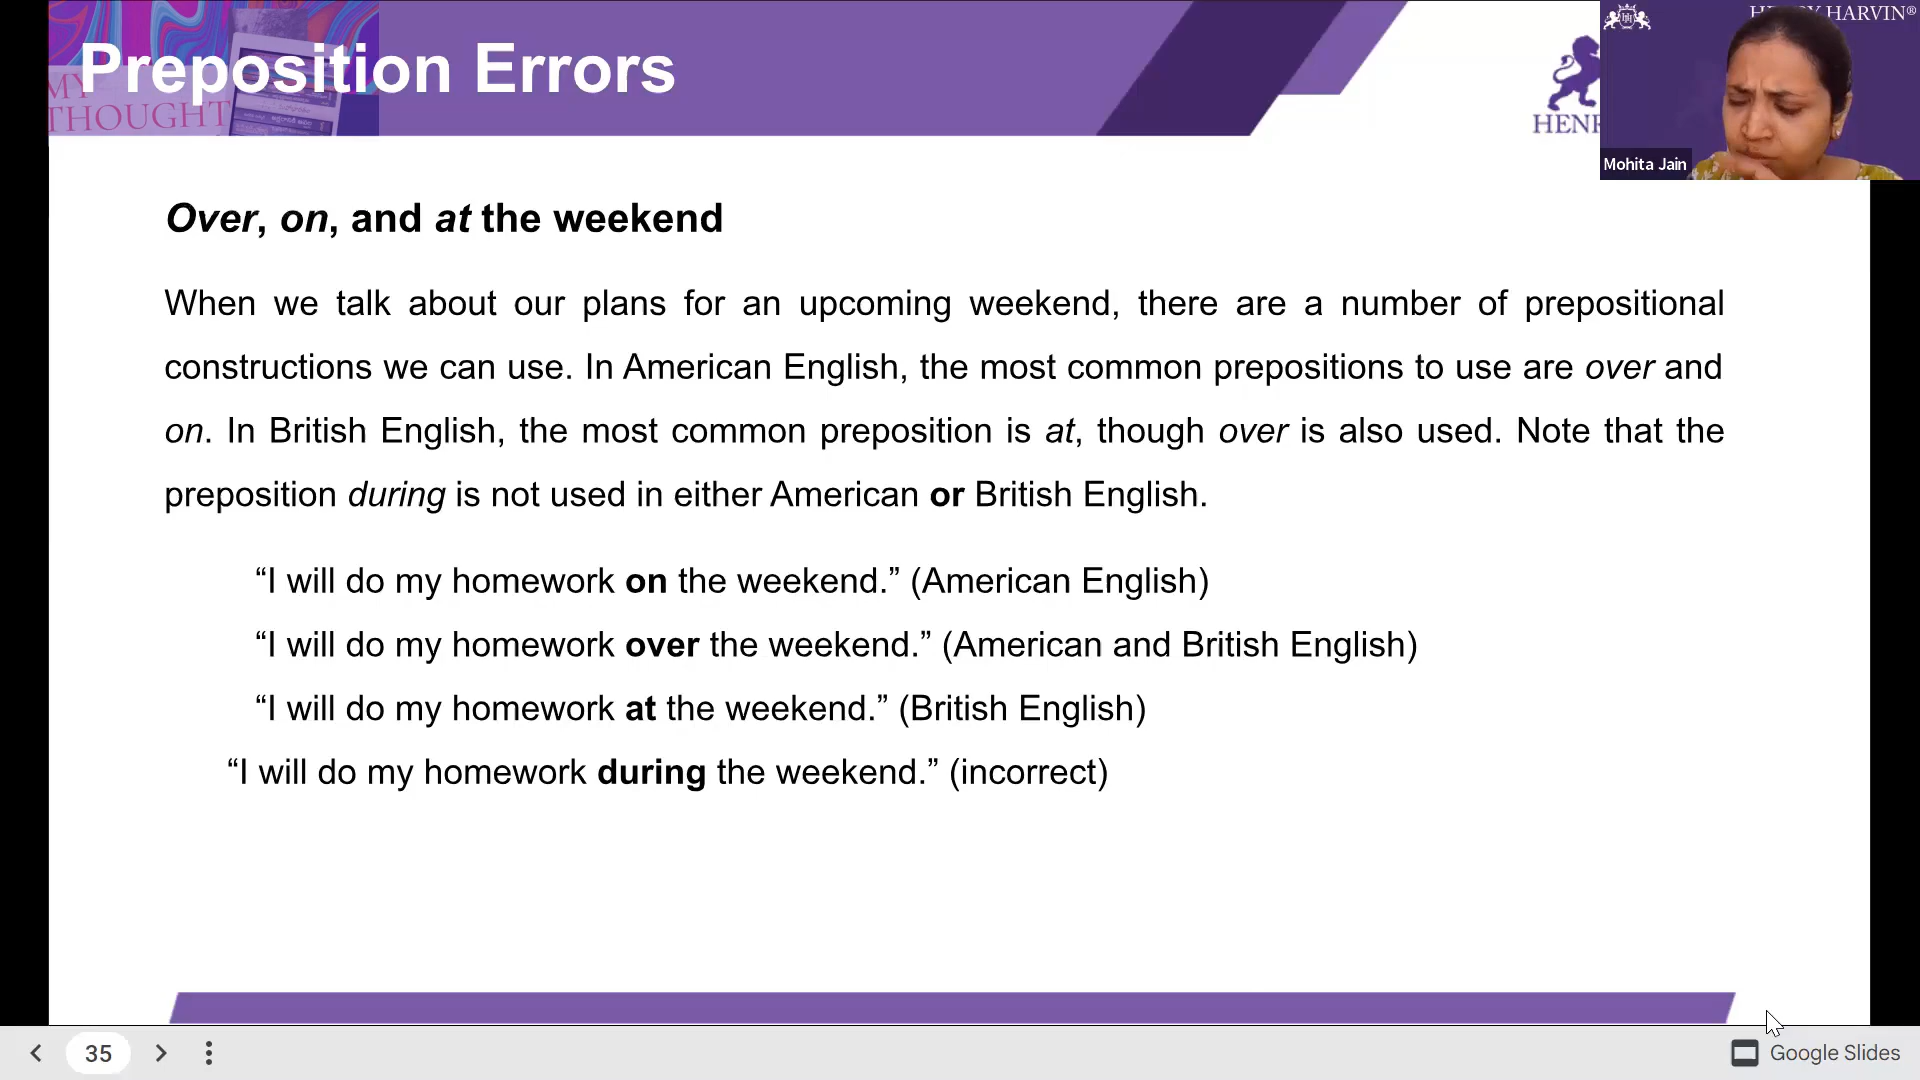 Preposition Errors
MY
THOUGHT
HENR
HARVIN®
Mohita Jain
Over, on, and at the weekend
When we talk about our plans for an upcoming weekend, there are a number of prepositional
constructions we can use. In American English, the most common prepositions to use are over and
on. In British English, the most common preposition is at, though over is also used. Note that the
preposition during is not used in either American or British English.
“I will do my homework on the weekend.” (American English)
“I will do my homework over the weekend.” (American and British English)
“I will do my homework at the weekend.” (British English)
“I will do my homework during the weekend.” (incorrect)
35
Google Slides